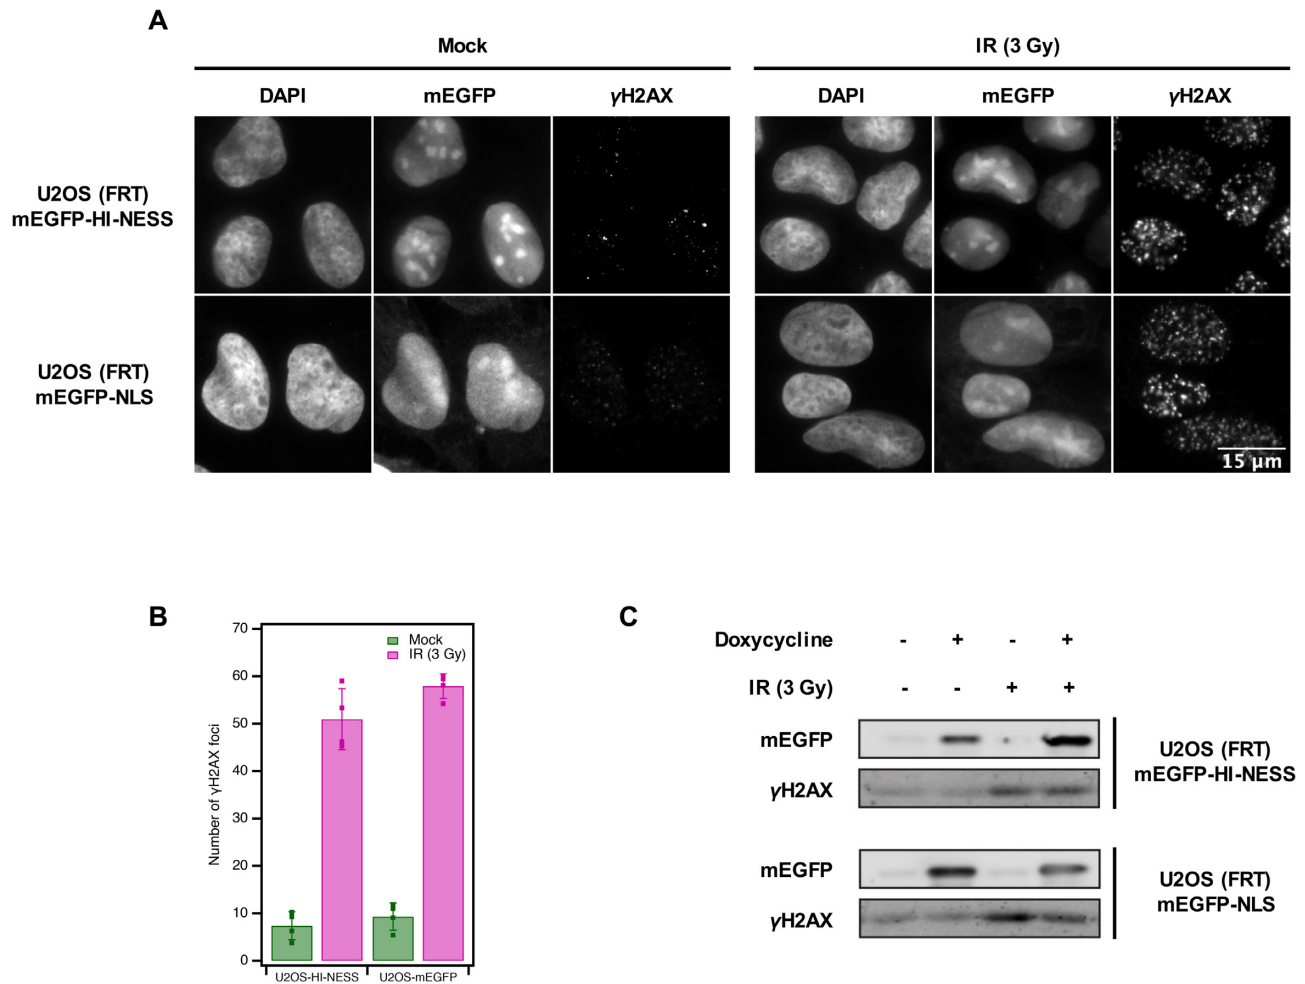 A
Mock
IR (3 Gy)
DAPI
mEGFP
γH2AX
DAPI
mEGFP
γH2AX
U2OS (FRT)
mEGFP-HI-NESS
U2OS (FRT)
mEGFP-NLS
15 μm
B
70
60
50
40
30
20
10
0
Number of γH2AX foci
Mock
IR (3 Gy)
U2OS-HI-NESS
U2OS-mEGFP
C
Doxycycline - + - +
IR (3 Gy) - - + +
mEGFP
γH2AX
U2OS (FRT)
mEGFP-HI-NESS
mEGFP
γH2AX
U2OS (FRT)
mEGFP-NLS